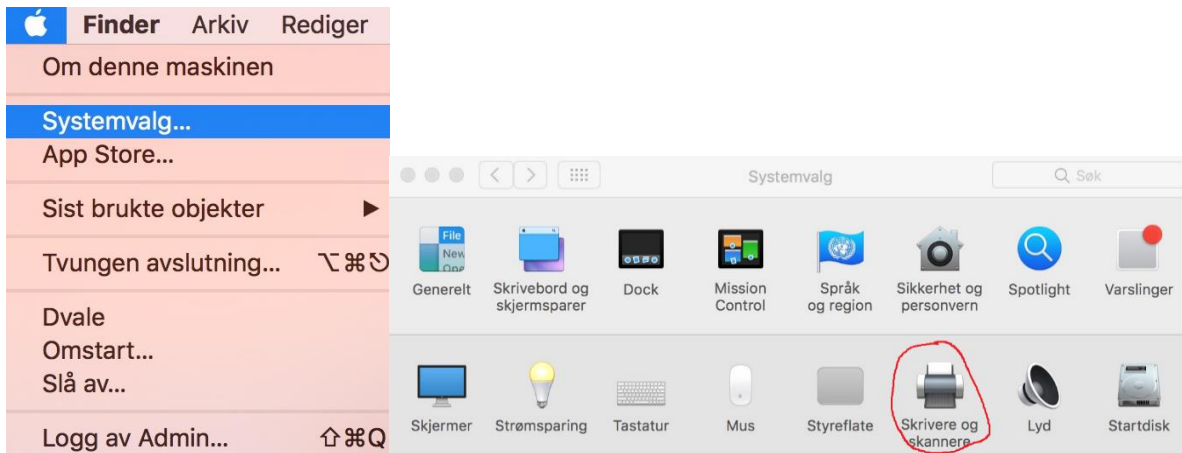 Finder Arkiv Rediger
Om denne maskinen
Systemvalg...
App Store...
Sist brukte objekter
Tvungen avslutning... ⌥⌘⎋
Dvale
Omstart...
Slå av...
Logg av Admin... ⇧⌘Q
Systemvalg
Søk
File
New
Generelt
Skrivebord og
skjermsparer
Dock
Mission
Control
Språk
og region
Sikkerhet og
personvern
Spotlight
Varslinger
Skjermer
Strømsparing
Tastatur
Mus
Styreflate
Skrivere og
skannere
Lyd
Startdisk